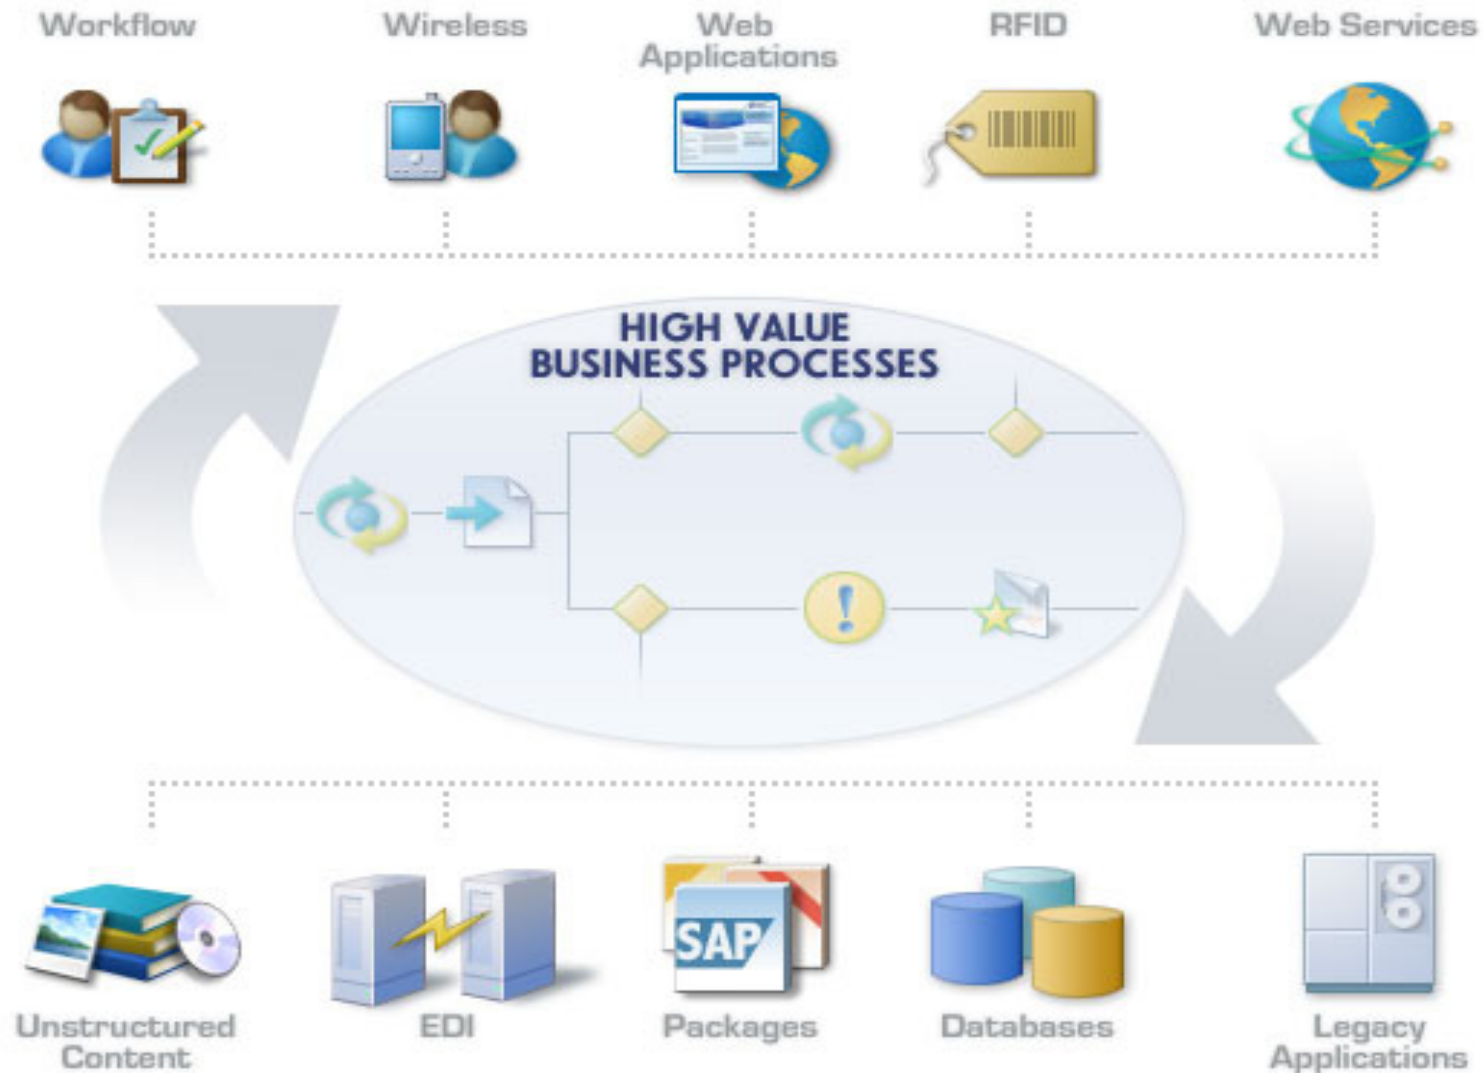 Workflow
Wireless
Web
Applications
RFID
Web Services
HIGH VALUE
BUSINESS PROCESSES
!
SAP
Unstructured
Content
EDI
Packages
Databases
Legacy
Applications